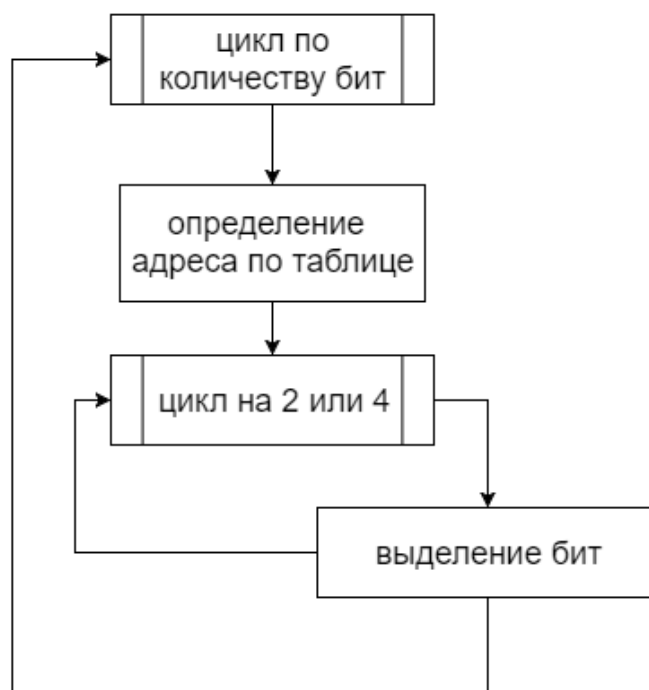 цикл по
количеству бит
определение
адреса по таблице
цикл на 2 или 4
выделение бит